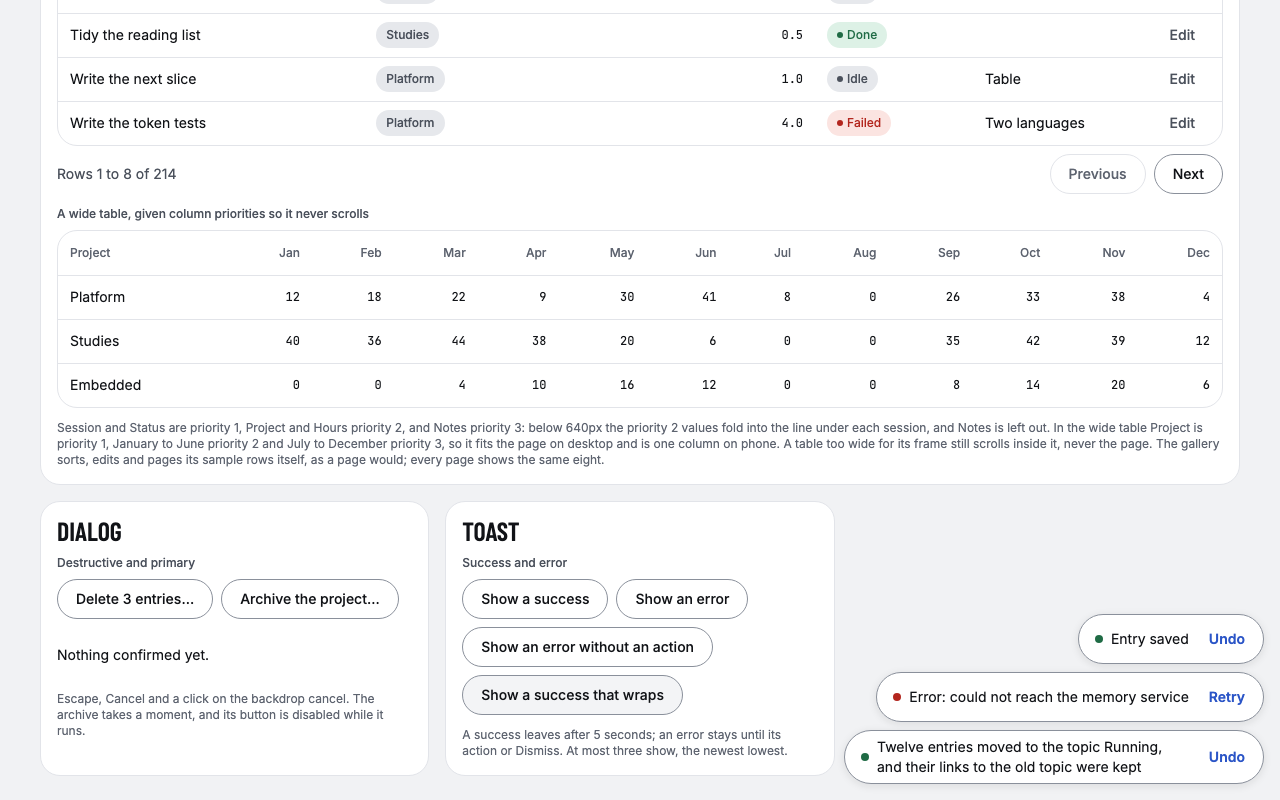 Tidy the reading list Studies 0.5 Done Edit
Write the next slice Platform 1.0 Idle Table Edit
Write the token tests Platform 4.0 Failed Two languages Edit
Rows 1 to 8 of 214 Previous Next
A wide table, given column priorities so it never scrolls
Project Jan Feb Mar Apr May Jun Jul Aug Sep Oct Nov Dec
Platform 12 18 22 9 30 41 8 0 26 33 38 4
Studies 40 36 44 38 20 6 0 0 35 42 39 12
Embedded 0 0 4 10 16 12 0 0 8 14 20 6
Session and Status are priority 1, Project and Hours priority 2, and Notes priority 3: below 640px the priority 2 values fold into the line under each session, and Notes is left out. In the wide table Project is
priority 1, January to June priority 2 and July to December priority 3, so it fits the page on desktop and is one column on phone. A table too wide for its frame still scrolls inside it, never the page. The gallery
sorts, edits and pages its sample rows itself, as a page would; every page shows the same eight.
DIALOG
Destructive and primary
Delete 3 entries... Archive the project...
Nothing confirmed yet.
Escape, Cancel and a click on the backdrop cancel. The
archive takes a moment, and its button is disabled while it
runs.
TOAST
Success and error
Show a success Show an error
Show an error without an action
Show a success that wraps
A success leaves after 5 seconds; an error stays until its
action or Dismiss. At most three show, the newest lowest.
Entry saved Undo
Error: could not reach the memory service Retry
Twelve entries moved to the topic Running,
and their links to the old topic were kept Undo